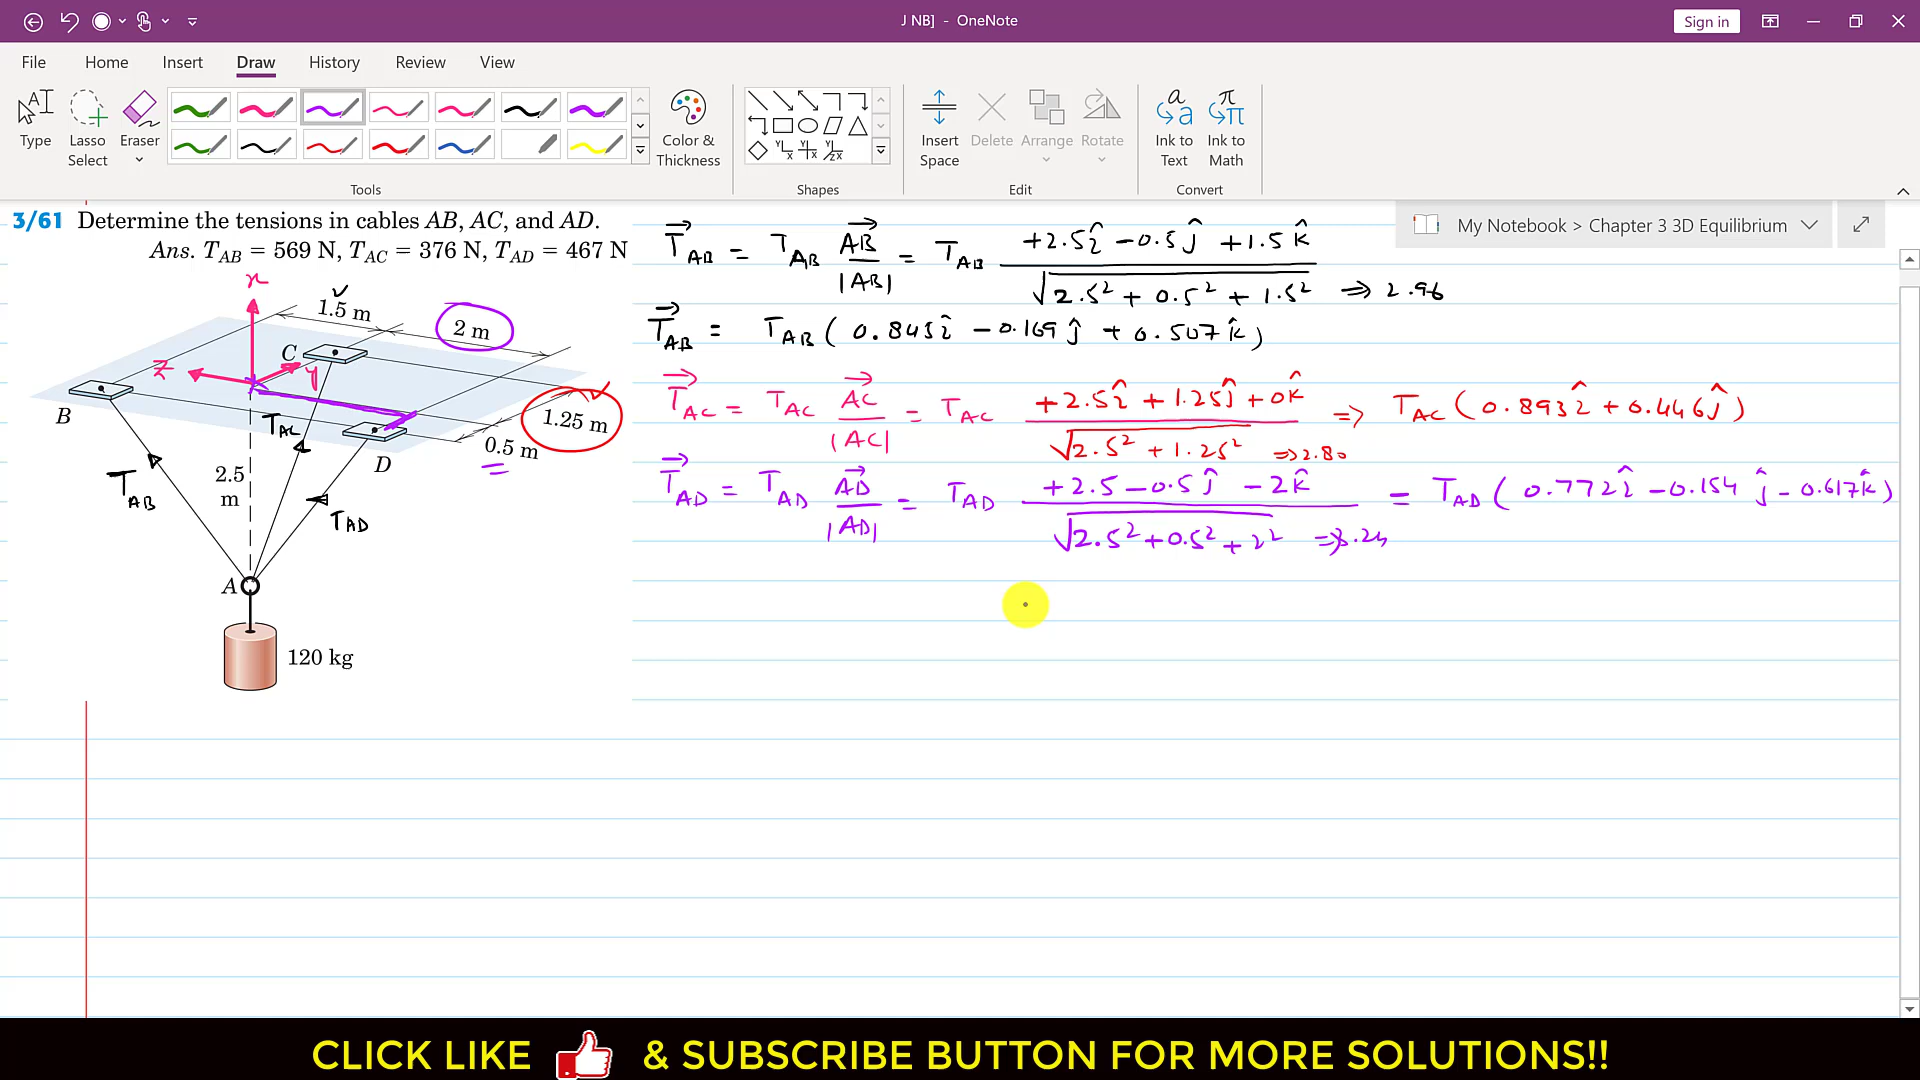 J NB] - OneNote
Sign in
File Home Insert Draw History Review View
Type
Lasso Select
Eraser
Color & Thickness
Insert Space
Delete
Arrange
Rotate
Ink to Text
Ink to Math
Tools
Shapes
Edit
Convert
My Notebook > Chapter 3 3D Equilibrium
3/61 Determine the tensions in cables AB, AC, and AD.
Ans. T_AB = 569 N, T_AC = 376 N, T_AD = 467 N
x
1.5 m
2 m
C
z
y
B
1.25 m
T_AC
0.5 m
D
2.5 m
T_AB
T_AD
A
120 kg
T_AB = T_AB AB/|AB| = T_AB (+2.5î - 0.5ĵ + 1.5k̂)/√(2.5² + 0.5² + 1.5²) ⇒ 2.96
T_AB = T_AB (0.845î - 0.169ĵ + 0.507k̂)
T_AC = T_AC AC/|AC| = T_AC (+2.5î + 1.25ĵ + 0k̂)/√(2.5² + 1.25²) ⇒ 2.80 ⇒ T_AC (0.893î + 0.446ĵ)
T_AD = T_AD AD/|AD| = T_AD (+2.5 - 0.5ĵ - 2k̂)/√(2.5² + 0.5² + 2²) ⇒ 3.24 = T_AD (0.772î - 0.154ĵ - 0.617k̂)
CLICK LIKE & SUBSCRIBE BUTTON FOR MORE SOLUTIONS!!